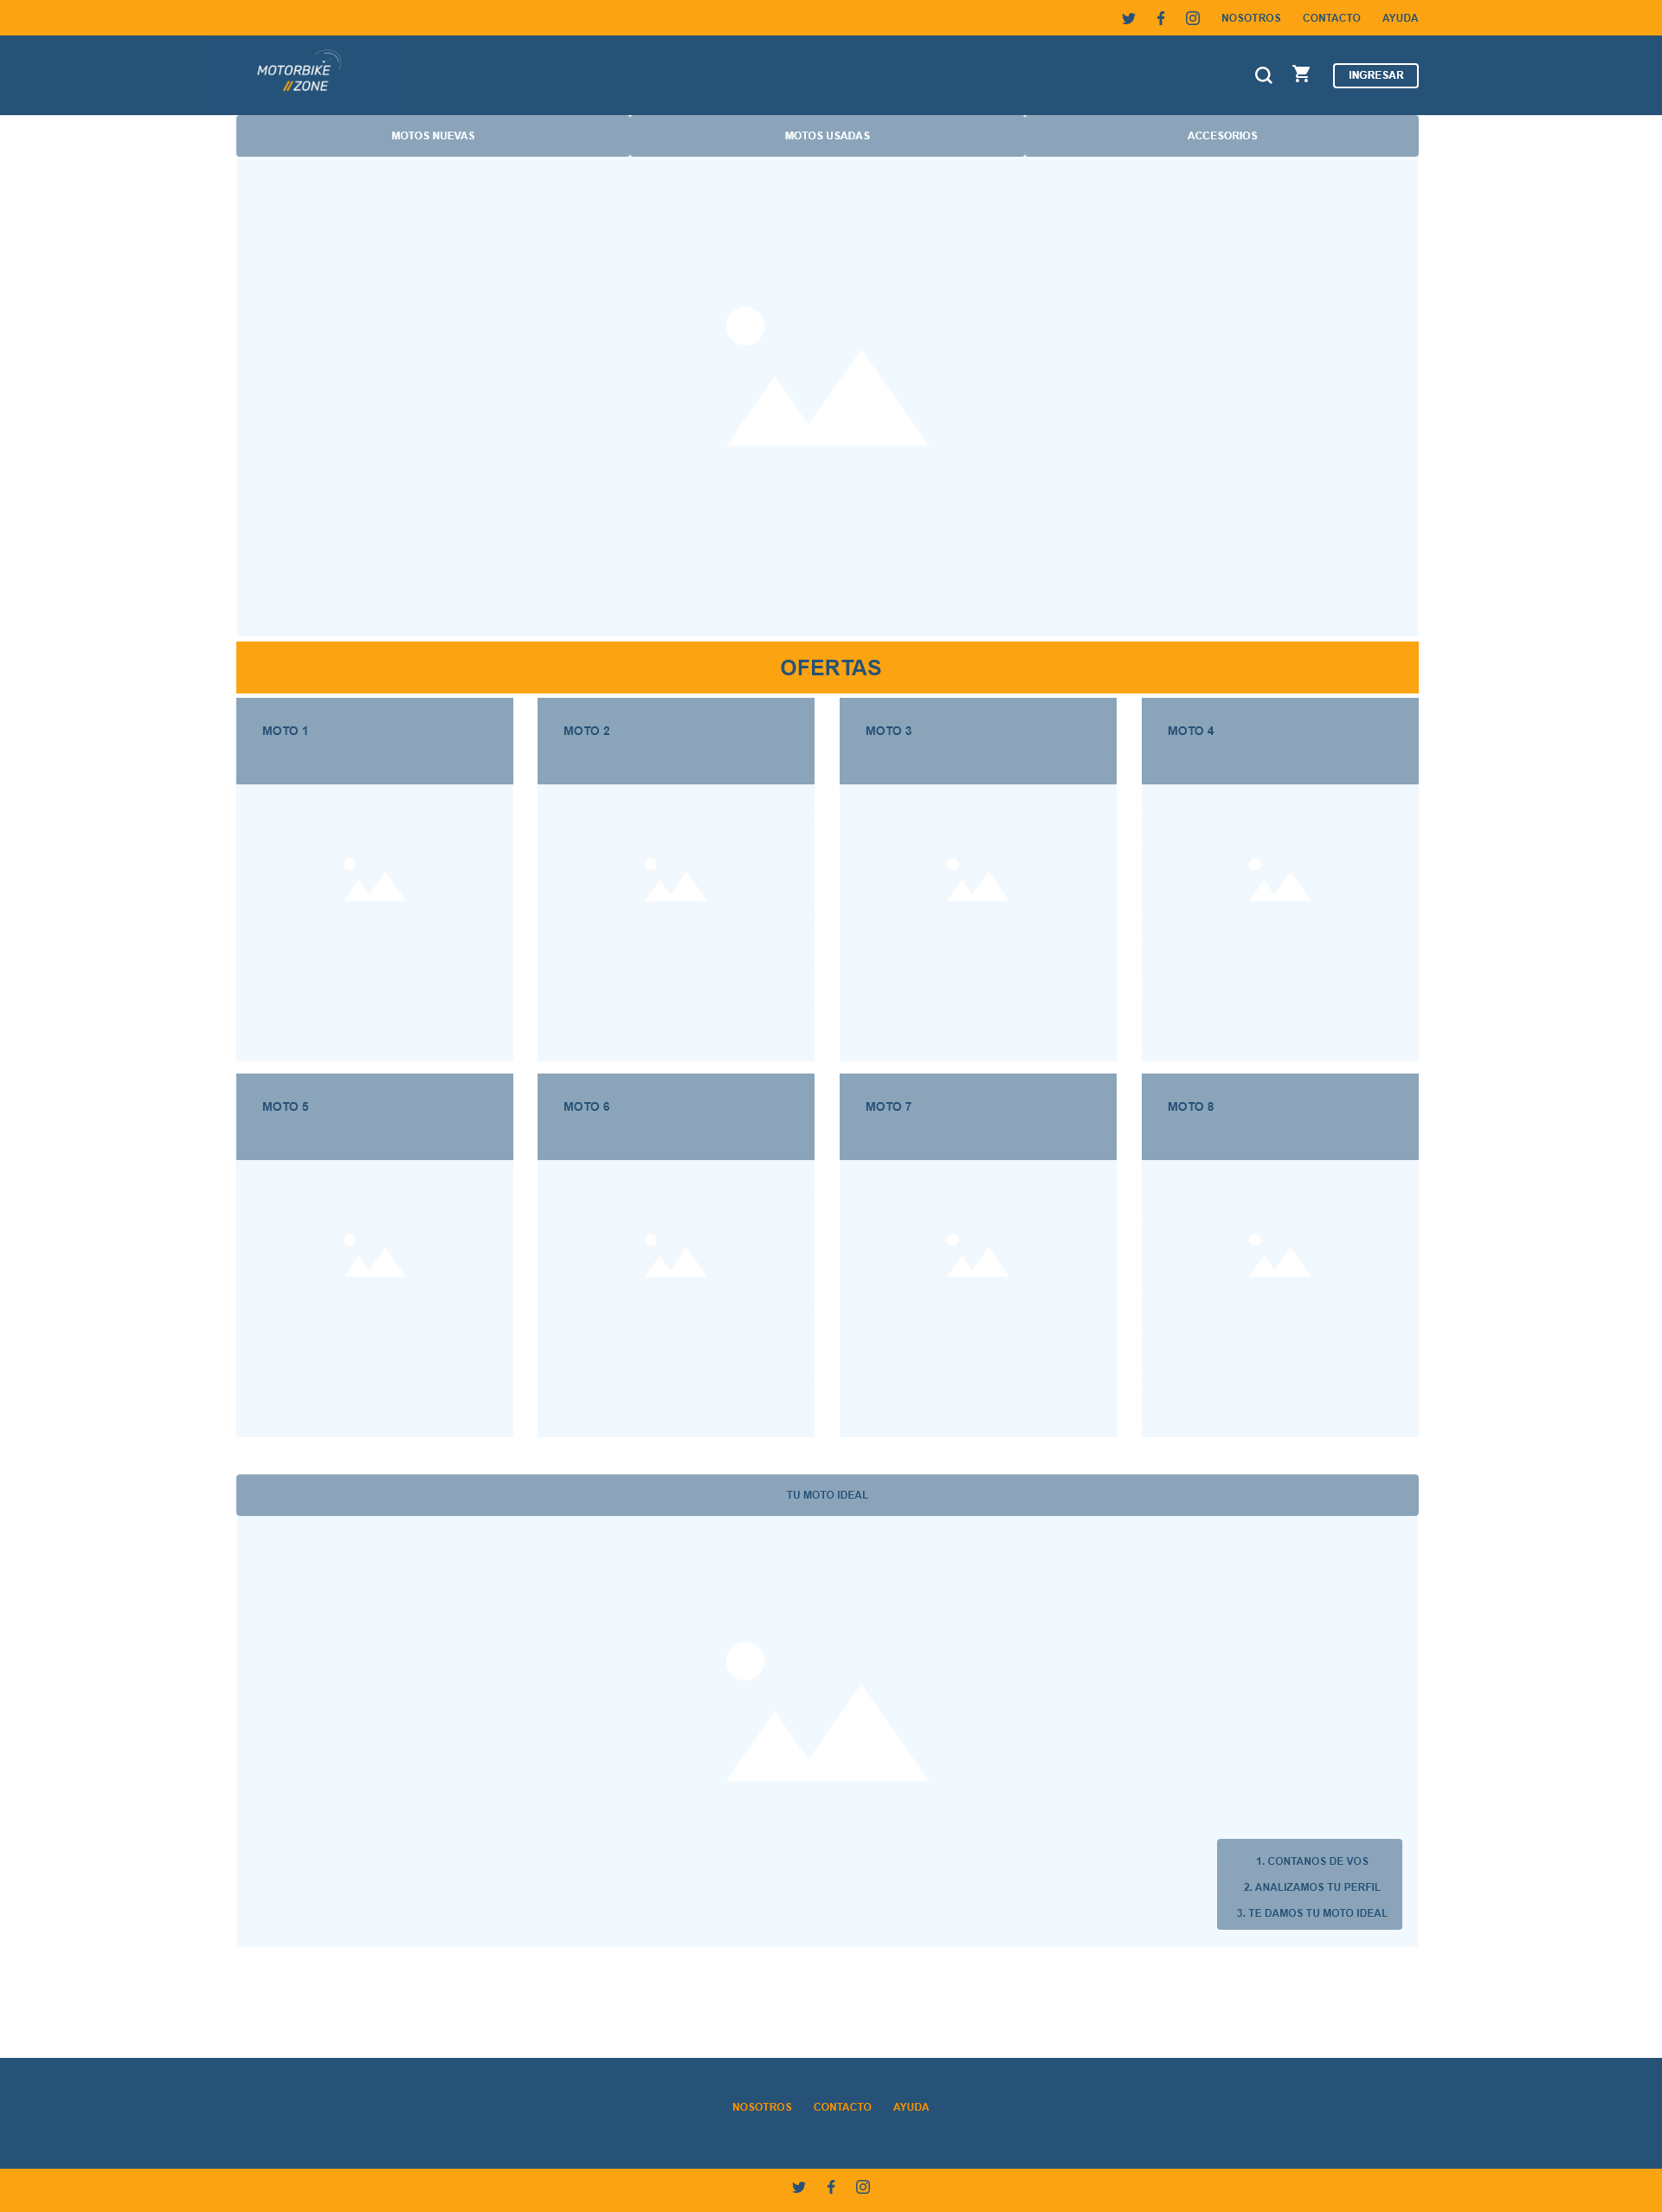 NOSOTROS CONTACTO AYUDA
MOTORBIKE
//ZONE
INGRESAR
MOTOS NUEVAS MOTOS USADAS ACCESORIOS
OFERTAS
MOTO 1 MOTO 2 MOTO 3 MOTO 4
MOTO 5 MOTO 6 MOTO 7 MOTO 8
TU MOTO IDEAL
1. CONTANOS DE VOS
2. ANALIZAMOS TU PERFIL
3. TE DAMOS TU MOTO IDEAL
NOSOTROS CONTACTO AYUDA